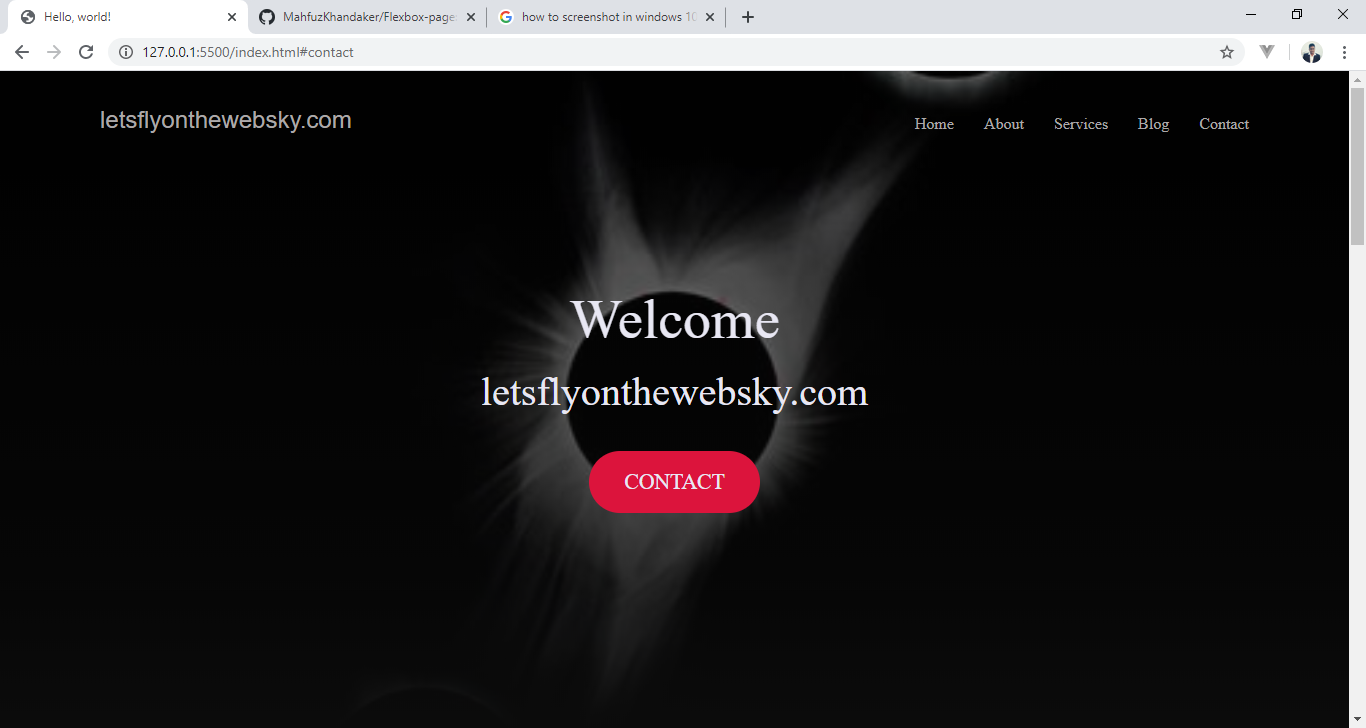 Hello, world!
MahfuzKhandaker/Flexbox-page
how to screenshot in windows 10
127.0.0.1:5500/index.html#contact
letsflyonthewebsky.com
Home About Services Blog Contact
Welcome
letsflyonthewebsky.com
CONTACT